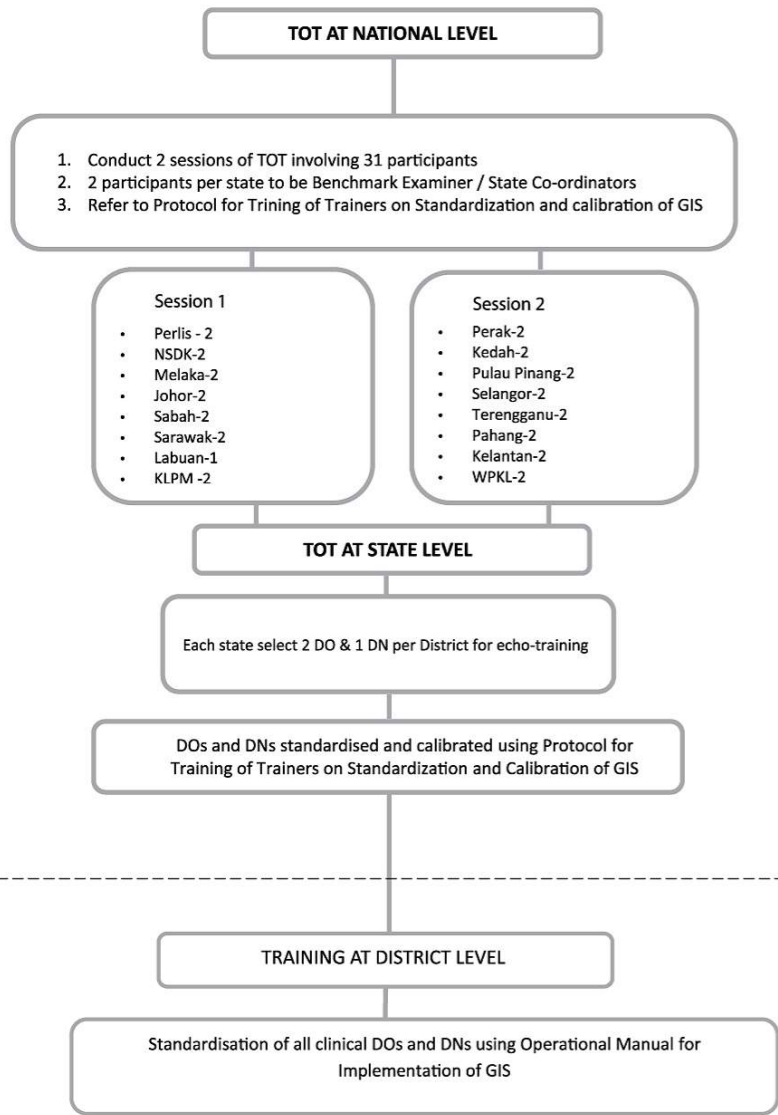 TOT AT NATIONAL LEVEL
1. Conduct 2 sessions of TOT involving 31 participants
2. 2 participants per state to be Benchmark Examiner / State Co-ordinators
3. Refer to Protocol for Trining of Trainers on Standardization and calibration of GIS
Session 1
• Perlis - 2
• NSDK-2
• Melaka-2
• Johor-2
• Sabah-2
• Sarawak-2
• Labuan-1
• KLPM -2
Session 2
• Perak-2
• Kedah-2
• Pulau Pinang-2
• Selangor-2
• Terengganu-2
• Pahang-2
• Kelantan-2
• WPKL-2
TOT AT STATE LEVEL
Each state select 2 DO & 1 DN per District for echo-training
DOs and DNs standardised and calibrated using Protocol for
Training of Trainers on Standardization and Calibration of GIS
TRAINING AT DISTRICT LEVEL
Standardisation of all clinical DOs and DNs using Operational Manual for
Implementation of GIS